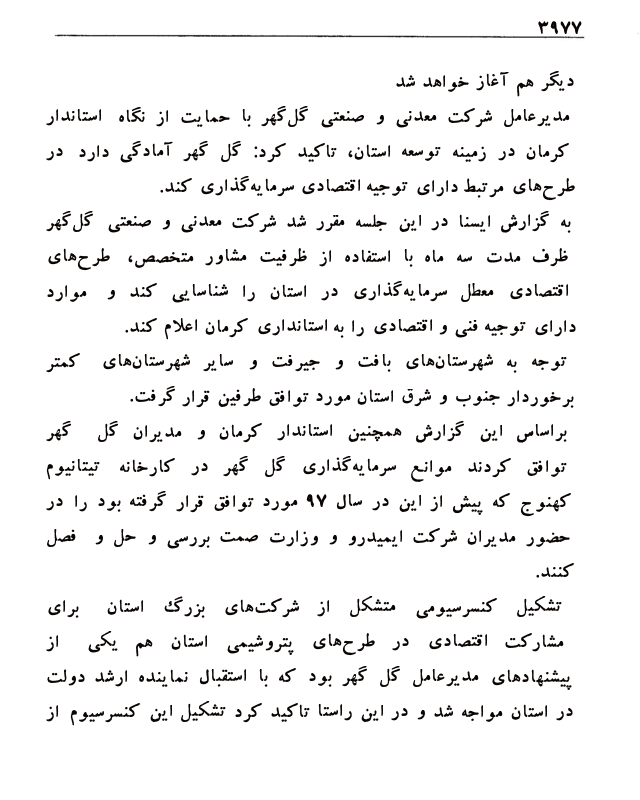 ۳۹۷۷
دیگر هم آغاز خواهد شد
مدیرعامل شرکت معدنی و صنعتی گل‌گهر با حمایت از نگاه استاندار
کرمان در زمینه توسعه استان، تاکید کرد: گل گهر آمادگی دارد در
طرح‌های مرتبط دارای توجیه اقتصادی سرمایه‌گذاری کند.
به گزارش ایسنا در این جلسه مقرر شد شرکت معدنی و صنعتی گل‌گهر
ظرف مدت سه ماه با استفاده از ظرفیت مشاور متخصص، طرح‌های
اقتصادی معطل سرمایه‌گذاری در استان را شناسایی کند و موارد
دارای توجیه فنی و اقتصادی را به استانداری کرمان اعلام کند.
توجه به شهرستان‌های بافت و جیرفت و سایر شهرستان‌های کمتر
برخوردار جنوب و شرق استان مورد توافق طرفین قرار گرفت.
براساس این گزارش همچنین استاندار کرمان و مدیران گل گهر
توافق کردند موانع سرمایه‌گذاری گل گهر در کارخانه تیتانیوم
کهنوج که پیش از این در سال ۹۷ مورد توافق قرار گرفته بود را در
حضور مدیران شرکت ایمیدرو و وزارت صمت بررسی و حل و فصل
کنند.
تشکیل کنسرسیومی متشکل از شرکت‌های بزرگ استان برای
مشارکت اقتصادی در طرح‌های پتروشیمی استان هم یکی از
پیشنهادهای مدیرعامل گل گهر بود که با استقبال نماینده ارشد دولت
در استان مواجه شد و در این راستا تاکید کرد تشکیل این کنسرسیوم از